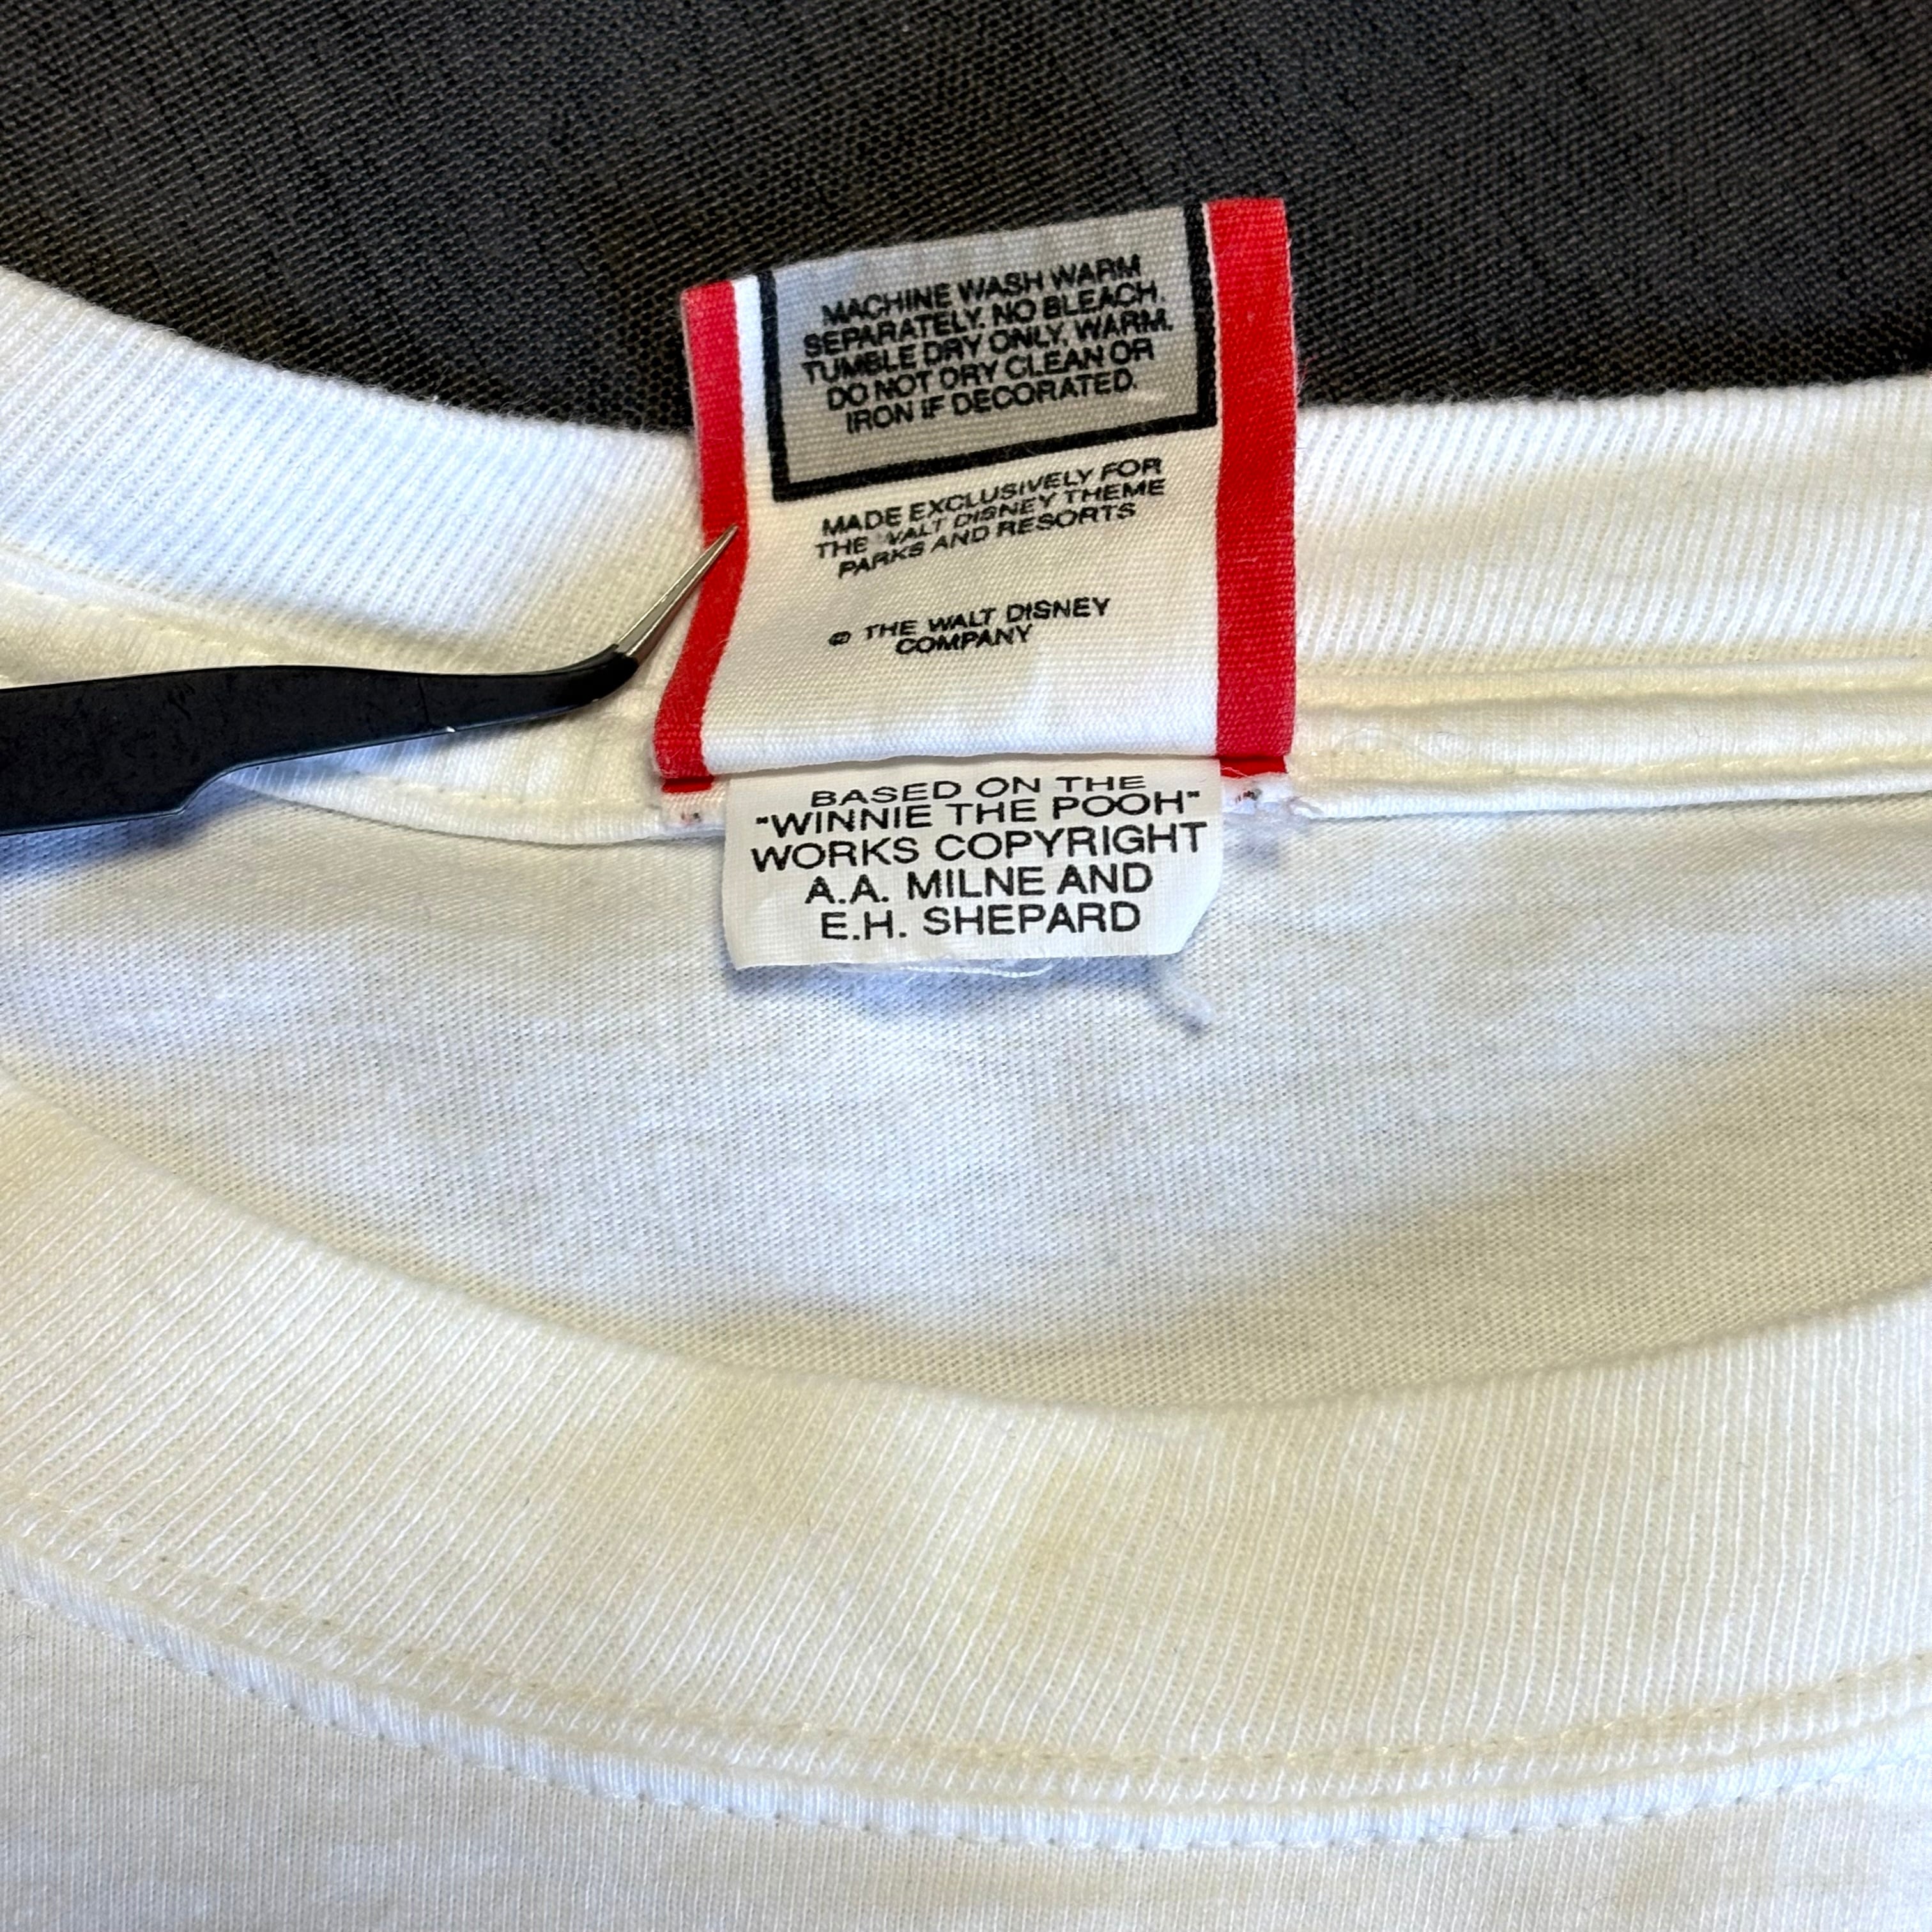 MACHINE WASH WARM
SEPARATELY. NO BLEACH.
TUMBLE DRY ONLY, WARM.
DO NOT DRY CLEAN OR
IRON IF DECORATED.
MADE EXCLUSIVELY FOR
THE WALT DISNEY THEME
PARKS AND RESORTS
© THE WALT DISNEY
COMPANY
BASED ON THE
"WINNIE THE POOH"
WORKS COPYRIGHT
A.A. MILNE AND
E.H. SHEPARD